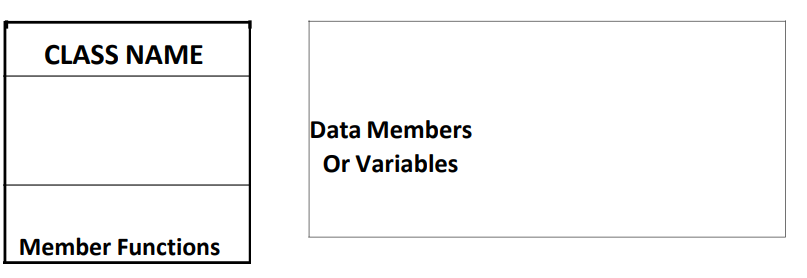 CLASS NAME
Data Members
Or Variables
Member Functions